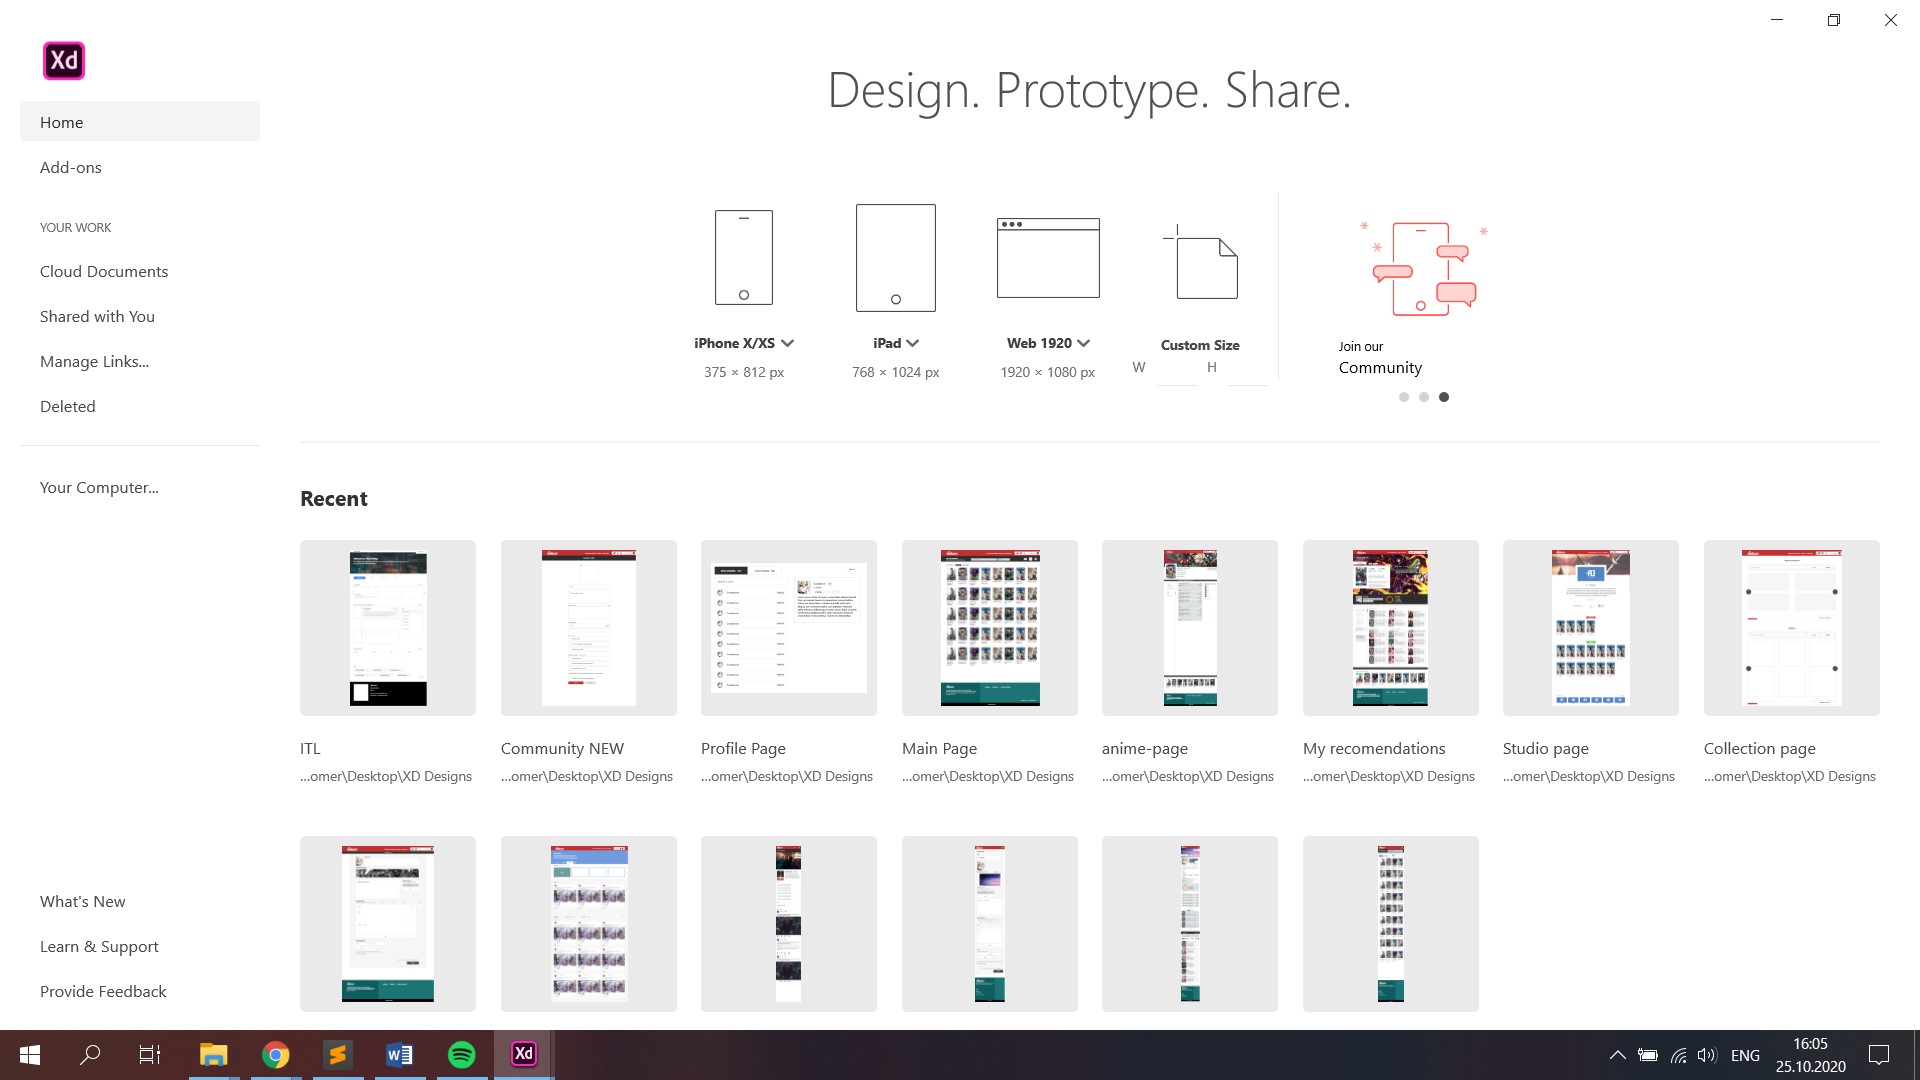 Xd
Home
Add-ons
YOUR WORK
Cloud Documents
Shared with You
Manage Links...
Deleted
Your Computer...
What's New
Learn & Support
Provide Feedback
Design. Prototype. Share.
iPhone X/XS
375 × 812 px
iPad
768 × 1024 px
Web 1920
1920 × 1080 px
Custom Size
W H
Join our
Community
Recent
ITL
...omer\Desktop\XD Designs
Community NEW
...omer\Desktop\XD Designs
Profile Page
...omer\Desktop\XD Designs
Main Page
...omer\Desktop\XD Designs
anime-page
...omer\Desktop\XD Designs
My recomendations
...omer\Desktop\XD Designs
Studio page
...omer\Desktop\XD Designs
Collection page
...omer\Desktop\XD Designs
Xd
ENG
16:05
25.10.2020